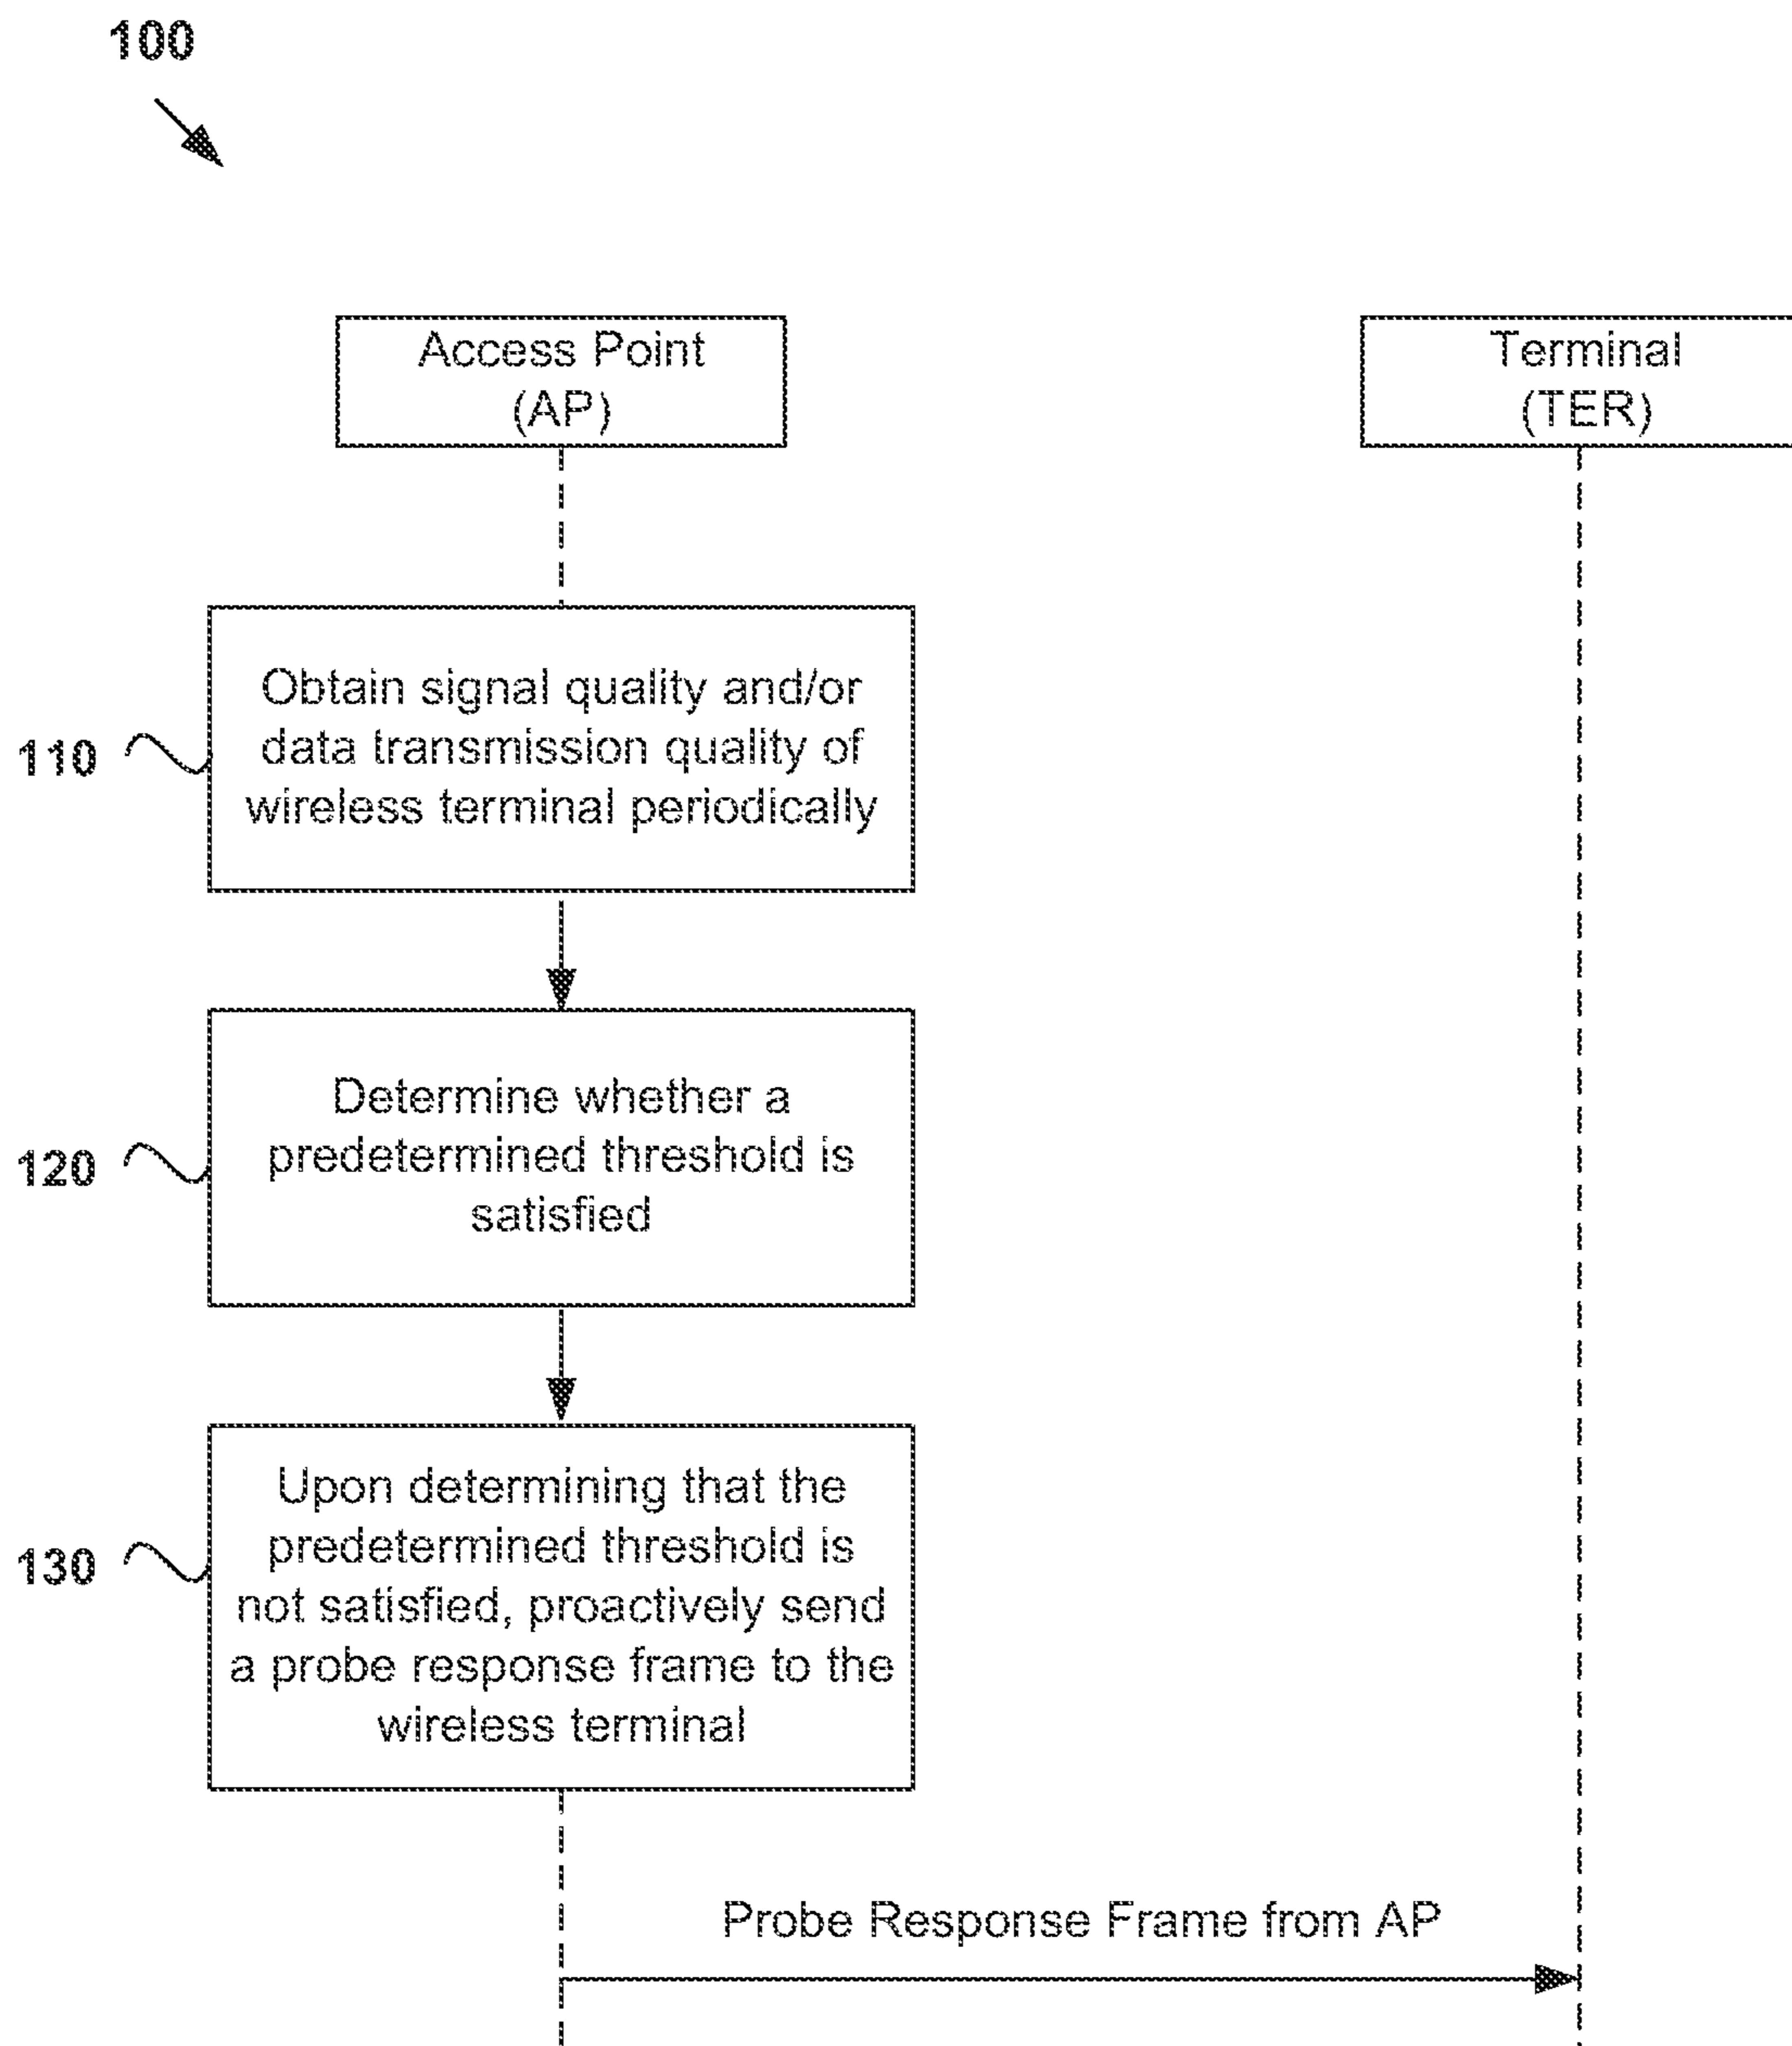 100
Access Point
(AP)
Terminal
(TER)
110
Obtain signal quality and/or
data transmission quality of
wireless terminal periodically
120
Determine whether a
predetermined threshold is
satisfied
130
Upon determining that the
predetermined threshold is
not satisfied, proactively send
a probe response frame to the
wireless terminal
Probe Response Frame from AP